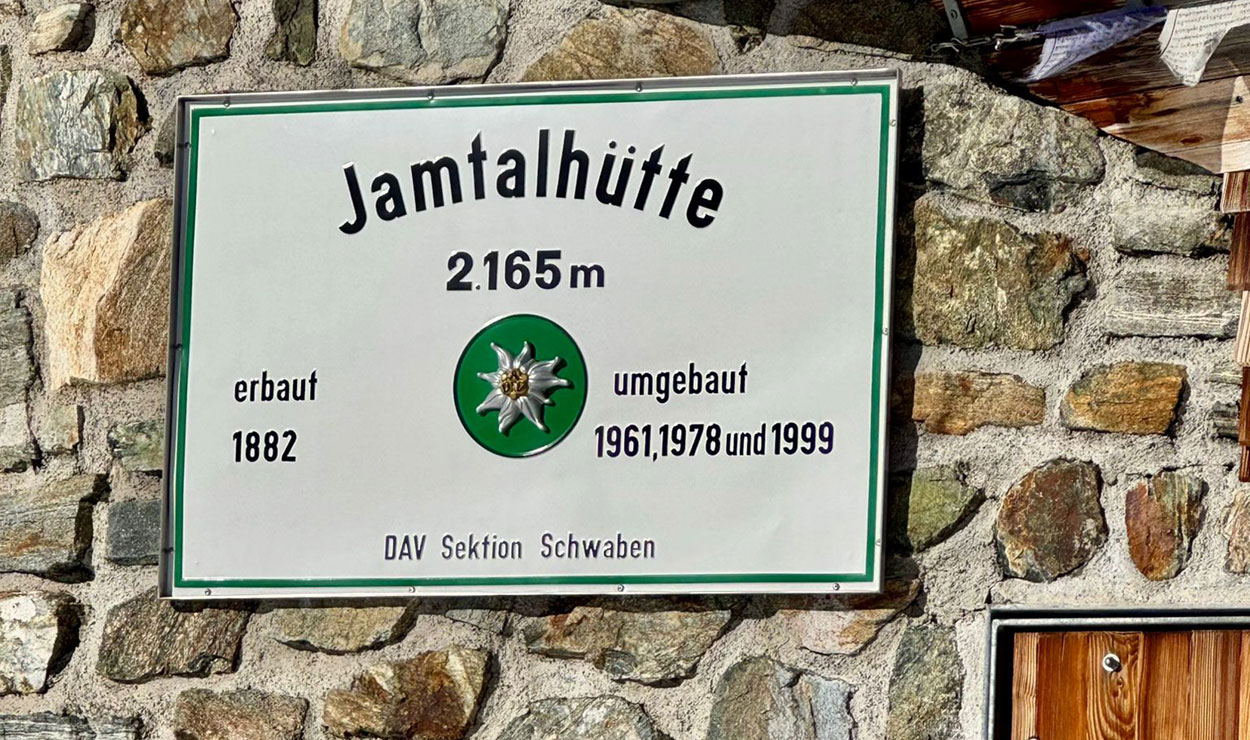 Jamtalhütte
2.165 m
erbaut
1882
umgebaut
1961,1978 und 1999
DAV Sektion Schwaben